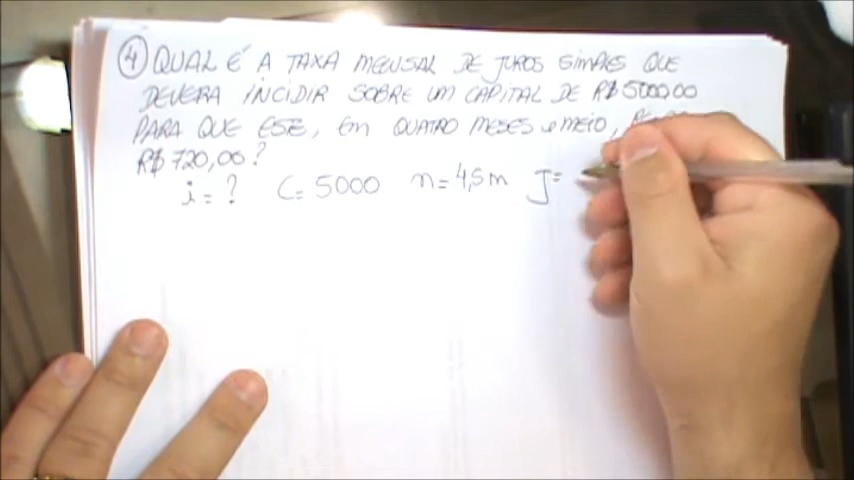 4 QUAL É A TAXA MENSAL DE JUROS SIMPLES QUE
DEVERA INCIDIR SOBRE UM CAPITAL DE R$ 5000,00
PARA QUE ESTE, EM QUATRO MESES e MEIO,
R$ 720,00?
i = ? C = 5000 n = 4,5 m J =